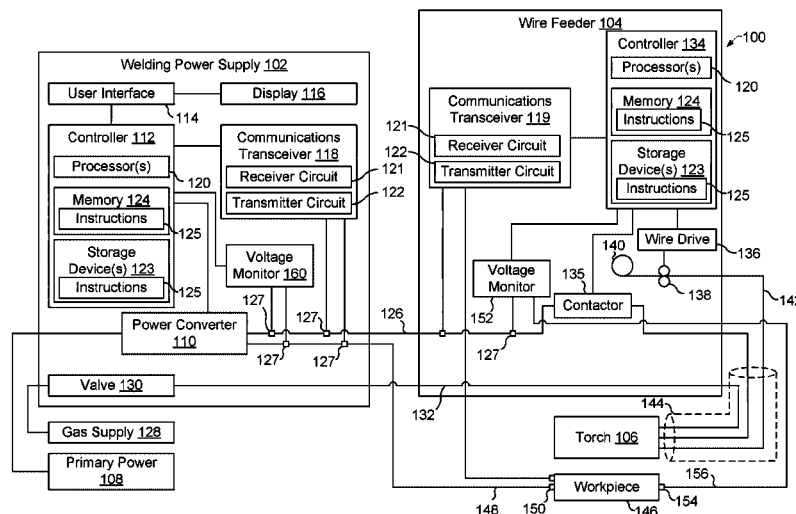 Wire Feeder 104
100
Controller 134
Processor(s)
120
Memory 124
Instructions
125
Storage
Device(s) 123
Instructions
125
Communications
Transceiver 119
121
Receiver Circuit
122
Transmitter Circuit
Wire Drive
136
140
138
142
135
Contactor
Voltage
Monitor
152
127
Welding Power Supply 102
User Interface
114
Display 116
Controller 112
Processor(s)
120
Memory 124
Instructions
125
Storage
Device(s) 123
Instructions
125
Communications
Transceiver 118
Receiver Circuit
121
Transmitter Circuit
122
Voltage
Monitor 160
127
127
127
127
126
Power Converter
110
Valve 130
132
Gas Supply 128
Primary Power
108
144
Torch 106
Workpiece
146
148
150
154
156